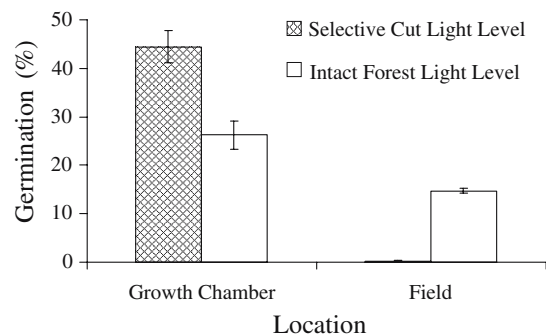 50
40
30
20
10
0
Germination (%)
Selective Cut Light Level
Intact Forest Light Level
Growth Chamber
Field
Location